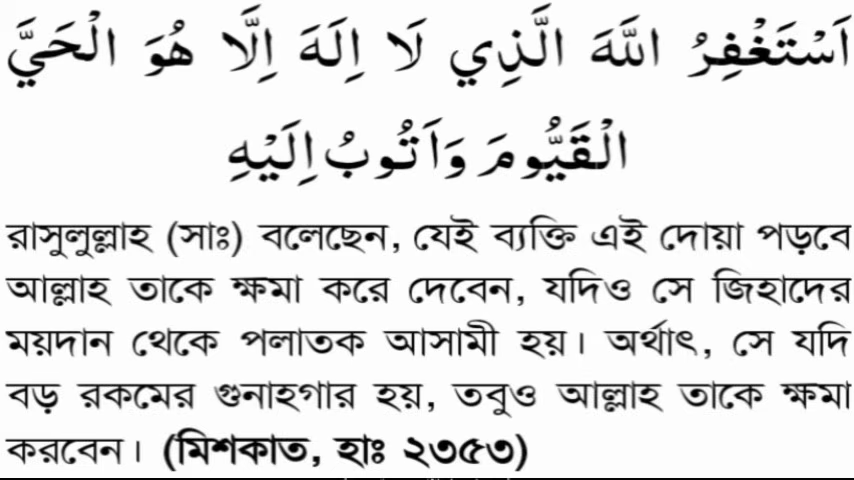 اَسْتَغْفِرُ اللَّهَ الَّذِي لَا اِلَهَ اِلَّا هُوَ الْحَيَّ
الْقَيُّومَ وَاَتُوبُ اِلَيْهِ
রাসুলুল্লাহ (সাঃ) বলেছেন, যেই ব্যক্তি এই দোয়া পড়বে
আল্লাহ তাকে ক্ষমা করে দেবেন, যদিও সে জিহাদের
ময়দান থেকে পলাতক আসামী হয়। অর্থাৎ, সে যদি
বড় রকমের গুনাহগার হয়, তবুও আল্লাহ তাকে ক্ষমা
করবেন। (মিশকাত, হাঃ ২৩৫৩)